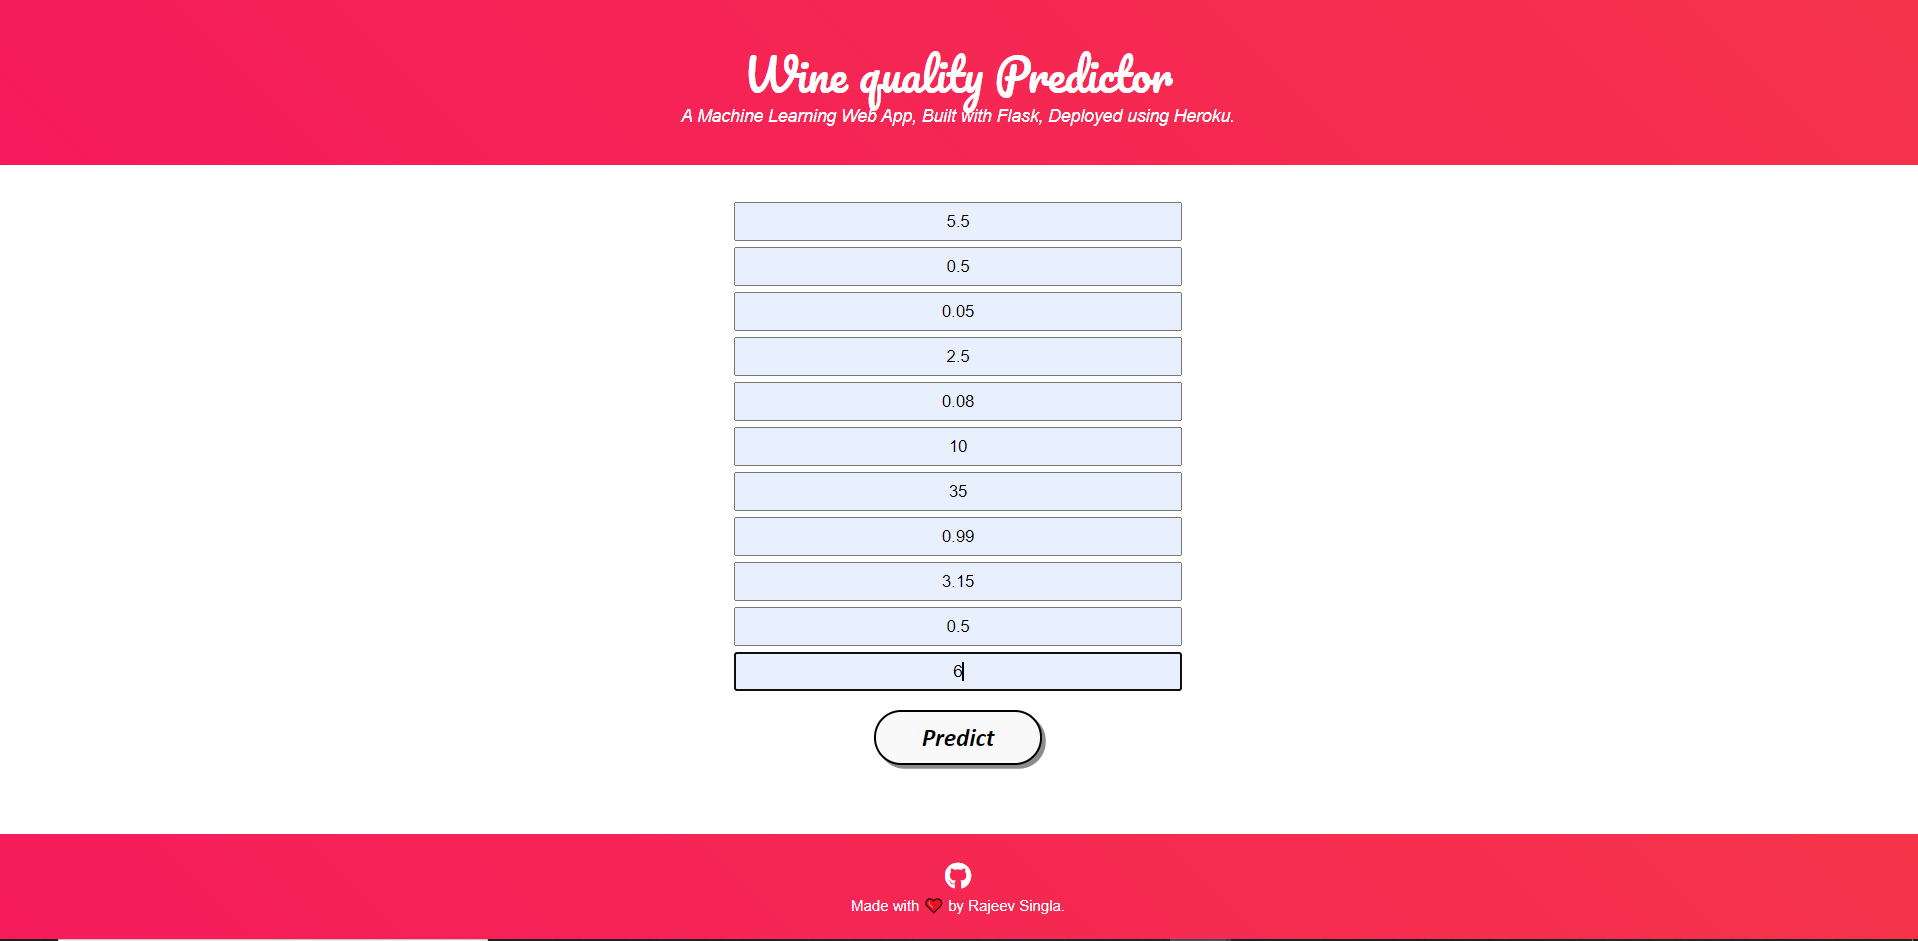 Wine quality Predictor
A Machine Learning Web App, Built with Flask, Deployed using Heroku.
5.5
0.5
0.05
2.5
0.08
10
35
0.99
3.15
0.5
6
Predict
Made with ❤ by Rajeev Singla.